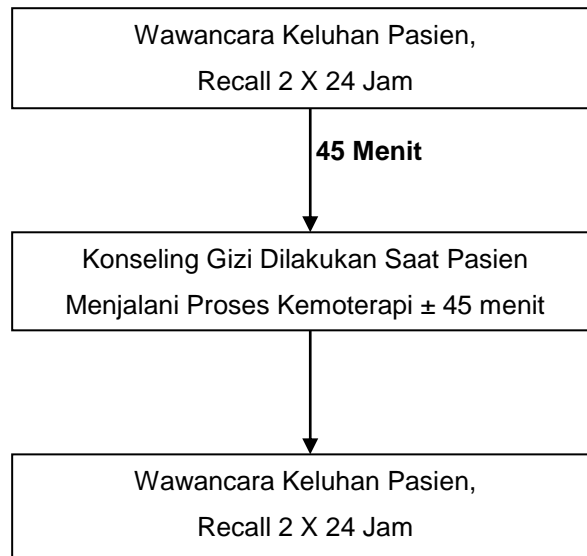 Wawancara Keluhan Pasien,
Recall 2 X 24 Jam
45 Menit
Konseling Gizi Dilakukan Saat Pasien
Menjalani Proses Kemoterapi ± 45 menit
Wawancara Keluhan Pasien,
Recall 2 X 24 Jam